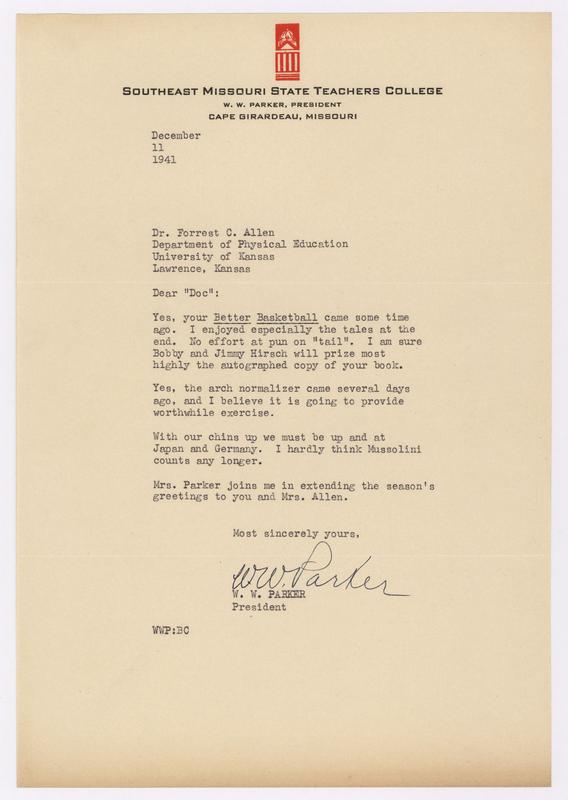 SOUTHEAST MISSOURI STATE TEACHERS COLLEGE
W. W. PARKER, PRESIDENT
CAPE GIRARDEAU, MISSOURI
December
11
1941
Dr. Forrest C. Allen
Department of Physical Education
University of Kansas
Lawrence, Kansas
Dear "Doc":
Yes, your Better Basketball came some time
ago. I enjoyed especially the tales at the
end. No effort at pun on "tail". I am sure
Bobby and Jimmy Hirsch will prize most
highly the autographed copy of your book.
Yes, the arch normalizer came several days
ago, and I believe it is going to provide
worthwhile exercise.
With our chins up we must be up and at
Japan and Germany. I hardly think Mussolini
counts any longer.
Mrs. Parker joins me in extending the season's
greetings to you and Mrs. Allen.
Most sincerely yours,
W.W. Parker
W. W. PARKER
President
WWP:BC